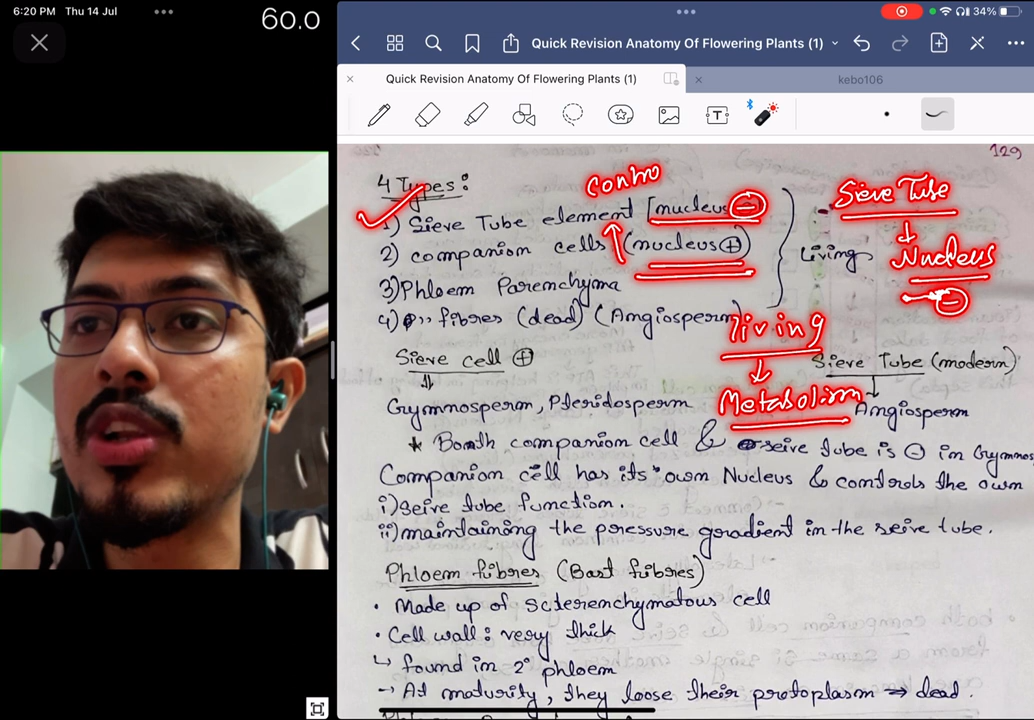 6:20 PM Thu 14 Jul
60.0
34%
Quick Revision Anatomy Of Flowering Plants (1)
Quick Revision Anatomy Of Flowering Plants (1)
kebo106
T
129
4 Types:
contro
1) Sieve Tube element [nucleus ⊖
2) companion cells (nucleus ⊕)
3) Phloem Parenchyma
4) " fibres (dead) (Angiosperm)
Living
Sieve Tube
Nucleus
⊖
living
Metabolism
Sieve cell ⊕
Sieve Tube (modern)
Gymnosperm, Pteridosperm
Angiosperm
* Booth companion cell & seive tube is ⊖ in Gymnos
Companion cell has its own Nucleus & controls the own
i) Seive tube function.
ii) maintaining the pressure gradient in the seive tube.
Phloem fibres (Bast fibres)
• Made up of Scterenchymatous cell
• Cell wall: very thick
↳ found in 2° phloem
→ At maturity, they loose their protoplasm → dead.